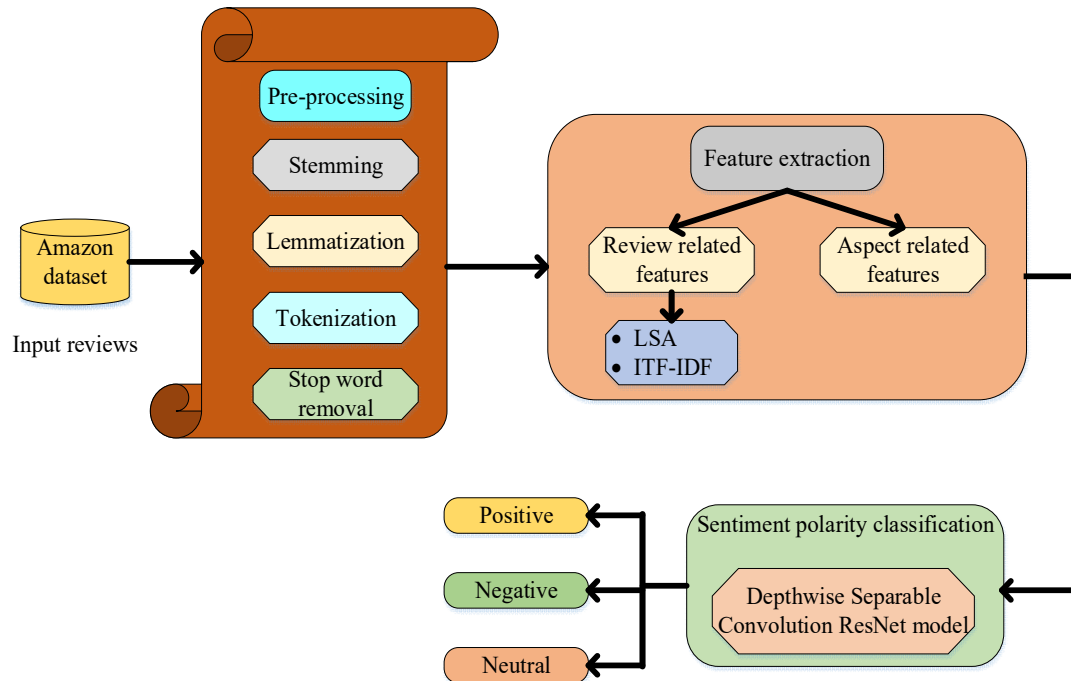 Pre-processing
Stemming
Lemmatization
Tokenization
Stop word
removal
Amazon
dataset
Input reviews
Feature extraction
Review related
features
Aspect related
features
• LSA
• ITF-IDF
Sentiment polarity classification
Depthwise Separable
Convolution ResNet model
Positive
Negative
Neutral